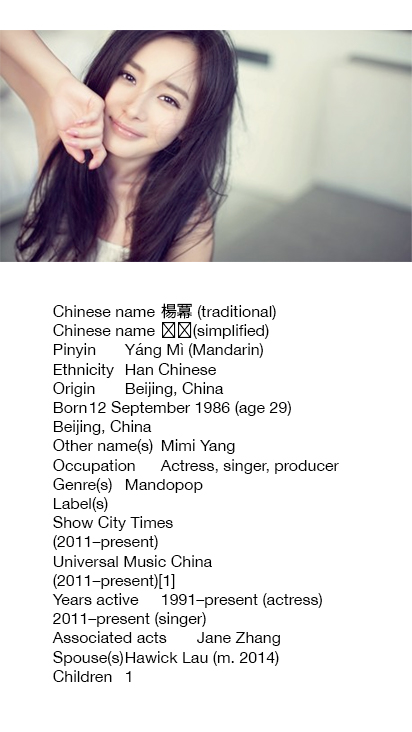 Chinese name 楊冪 (traditional)
Chinese name (simplified)
Pinyin Yáng Mì (Mandarin)
Ethnicity Han Chinese
Origin Beijing, China
Born12 September 1986 (age 29)
Beijing, China
Other name(s) Mimi Yang
Occupation Actress, singer, producer
Genre(s) Mandopop
Label(s)
Show City Times
(2011–present)
Universal Music China
(2011–present)[1]
Years active 1991–present (actress)
2011–present (singer)
Associated acts Jane Zhang
Spouse(s)Hawick Lau (m. 2014)
Children 1